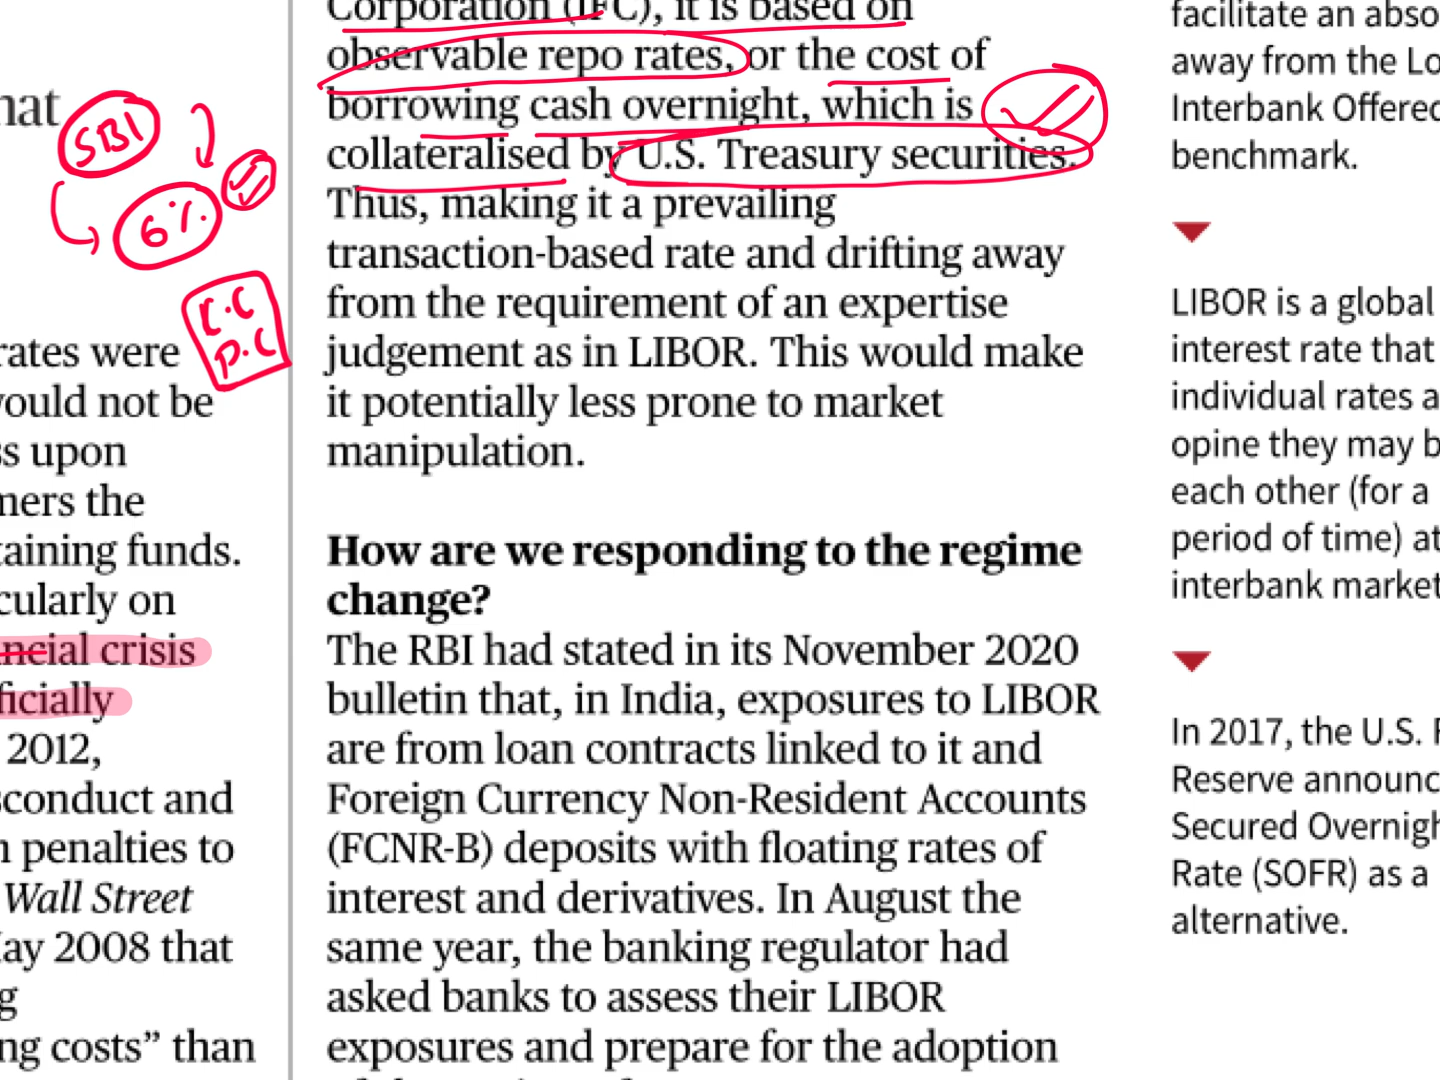 hat
SBI
6%
rates were
would not be
ss upon
mers the
taining funds.
cularly on
ncial crisis
ficially
2012,
sconduct and
n penalties to
Wall Street
May 2008 that
g
ng costs” than
Corporation (IFC), it is based on
observable repo rates, or the cost of
borrowing cash overnight, which is
collateralised by U.S. Treasury securities.
Thus, making it a prevailing
transaction-based rate and drifting away
from the requirement of an expertise
judgement as in LIBOR. This would make
it potentially less prone to market
manipulation.
How are we responding to the regime
change?
The RBI had stated in its November 2020
bulletin that, in India, exposures to LIBOR
are from loan contracts linked to it and
Foreign Currency Non-Resident Accounts
(FCNR-B) deposits with floating rates of
interest and derivatives. In August the
same year, the banking regulator had
asked banks to assess their LIBOR
exposures and prepare for the adoption
facilitate an abso
away from the Lo
Interbank Offered
benchmark.
LIBOR is a global
interest rate that
individual rates a
opine they may b
each other (for a
period of time) at
interbank market
In 2017, the U.S. F
Reserve announc
Secured Overnigh
Rate (SOFR) as a
alternative.